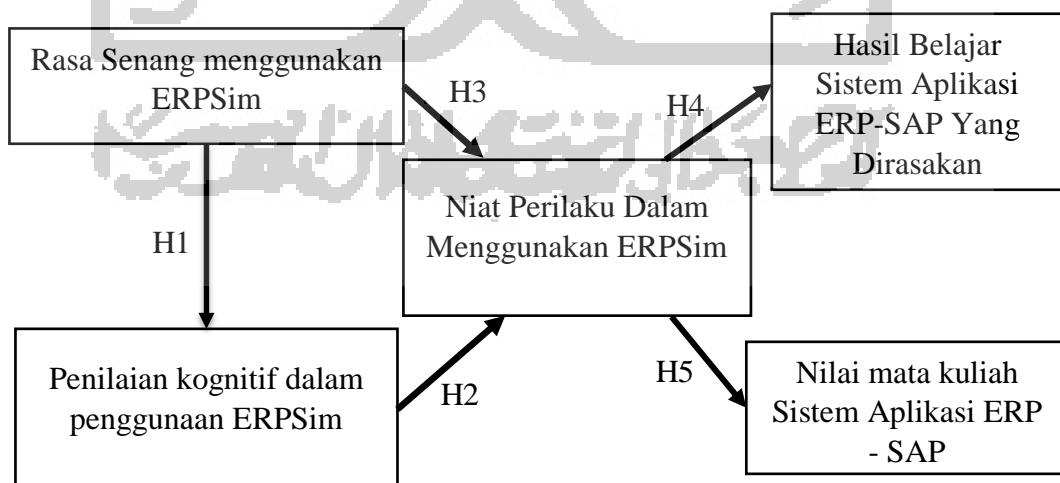 Rasa Senang menggunakan
ERPSim
H3
H4
Hasil Belajar
Sistem Aplikasi
ERP-SAP Yang
Dirasakan
H1
Niat Perilaku Dalam
Menggunakan ERPSim
Penilaian kognitif dalam
penggunaan ERPSim
H2
H5
Nilai mata kuliah
Sistem Aplikasi ERP
- SAP